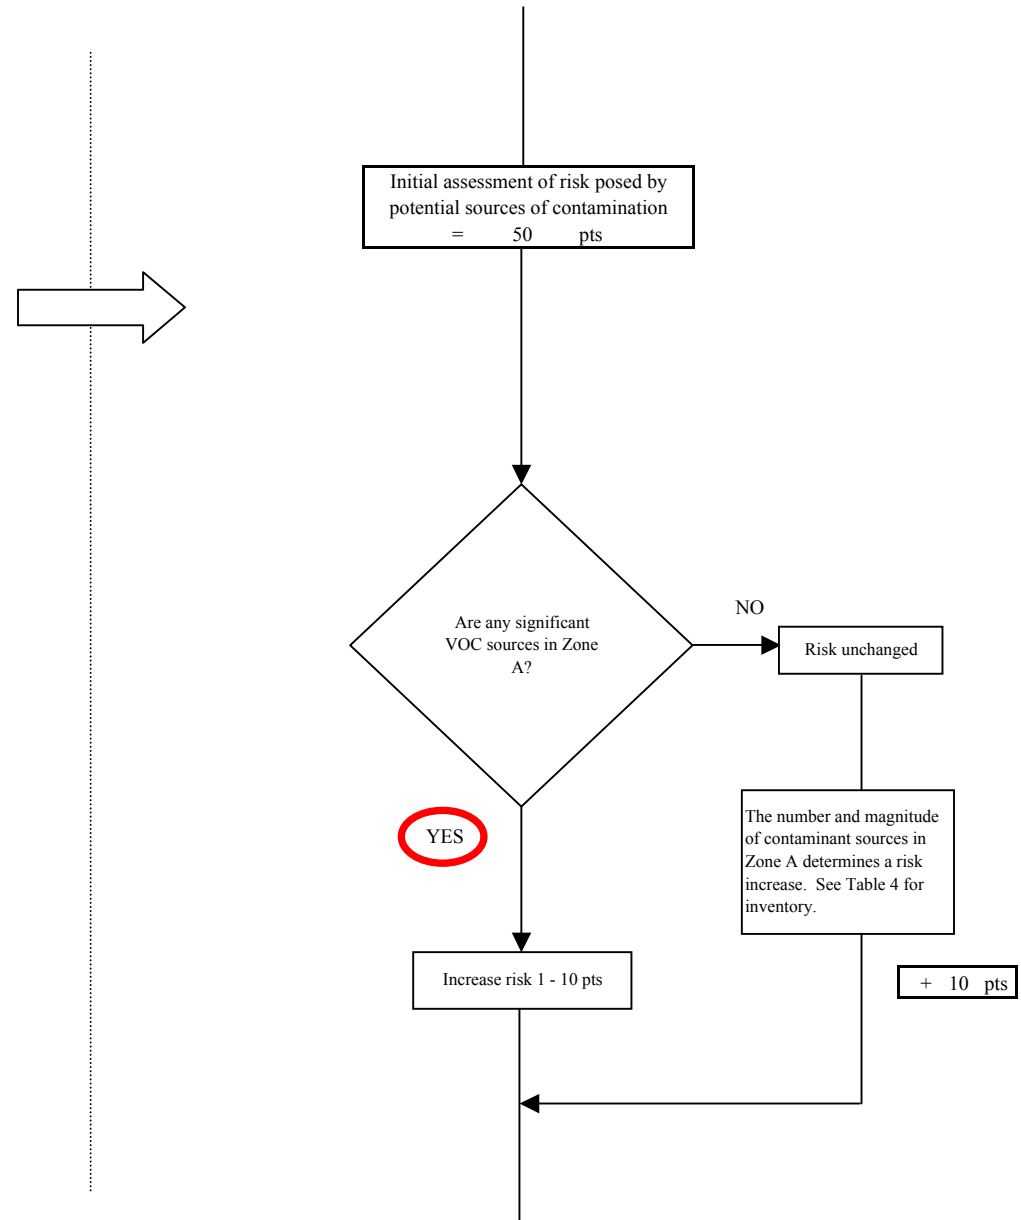 Initial assessment of risk posed by
potential sources of contamination
= 50 pts
Are any significant
VOC sources in Zone
A?
NO
Risk unchanged
YES
The number and magnitude
of contaminant sources in
Zone A determines a risk
increase. See Table 4 for
inventory.
Increase risk 1 - 10 pts
+ 10 pts